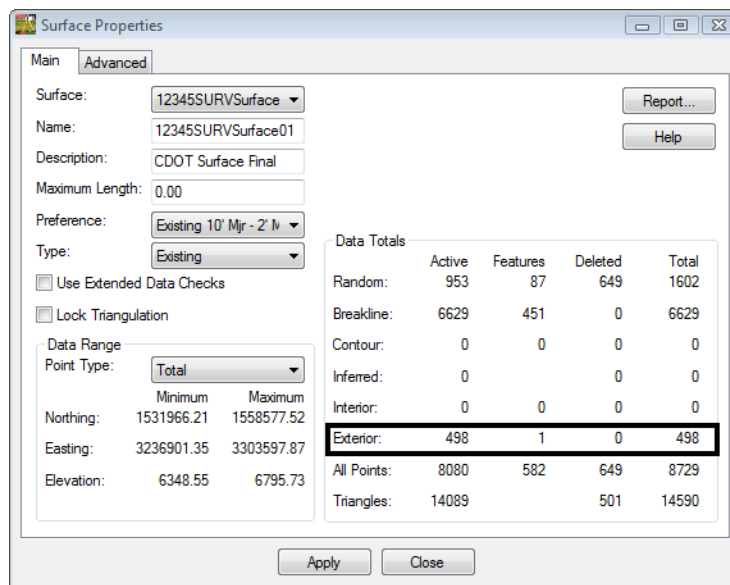 Surface Properties
Main Advanced
Surface: 12345SURVSurface
Name: 12345SURVSurface01
Description: CDOT Surface Final
Maximum Length: 0.00
Preference: Existing 10' Mjr - 2' M
Type: Existing
Use Extended Data Checks
Lock Triangulation
Data Range
Point Type: Total
Minimum Maximum
Northing: 1531966.21 1558577.52
Easting: 3236901.35 3303597.87
Elevation: 6348.55 6795.73
Report...
Help
Data Totals
Active Features Deleted Total
Random: 953 87 649 1602
Breakline: 6629 451 0 6629
Contour: 0 0 0 0
Inferred: 0 0 0
Interior: 0 0 0 0
Exterior: 498 1 0 498
All Points: 8080 582 649 8729
Triangles: 14089 501 14590
Apply Close